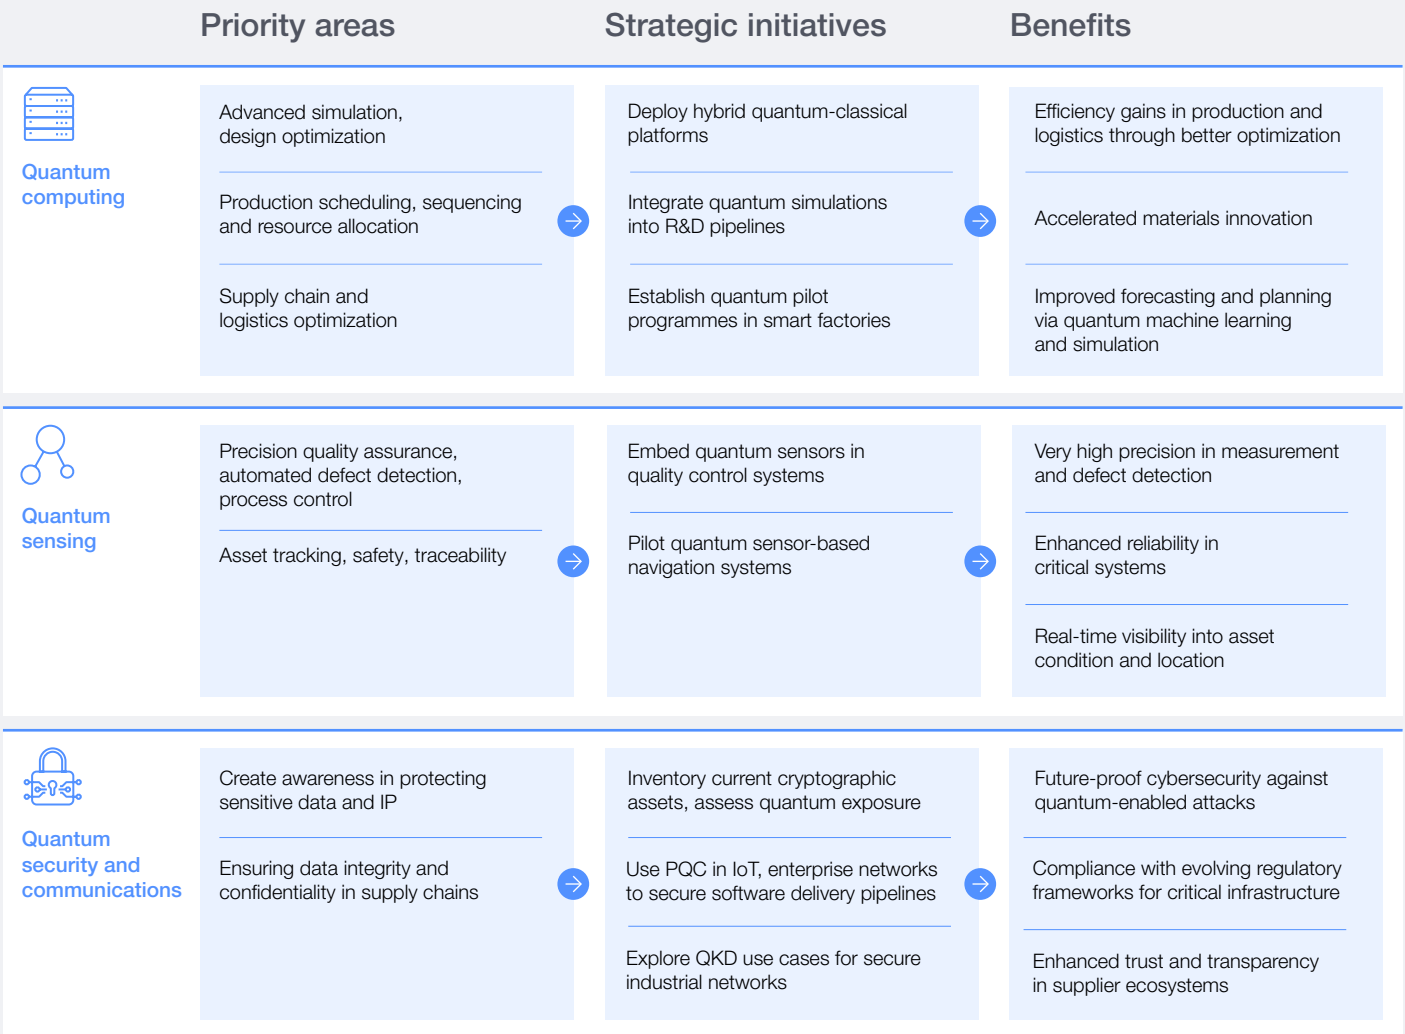 Priority areas
Strategic initiatives
Benefits
Quantum
computing
Advanced simulation,
design optimization
Production scheduling, sequencing
and resource allocation
Supply chain and
logistics optimization
Deploy hybrid quantum-classical
platforms
Integrate quantum simulations
into R&D pipelines
Establish quantum pilot
programmes in smart factories
Efficiency gains in production and
logistics through better optimization
Accelerated materials innovation
Improved forecasting and planning
via quantum machine learning
and simulation
Quantum
sensing
Precision quality assurance,
automated defect detection,
process control
Asset tracking, safety, traceability
Embed quantum sensors in
quality control systems
Pilot quantum sensor-based
navigation systems
Very high precision in measurement
and defect detection
Enhanced reliability in
critical systems
Real-time visibility into asset
condition and location
Quantum
security and
communications
Create awareness in protecting
sensitive data and IP
Ensuring data integrity and
confidentiality in supply chains
Inventory current cryptographic
assets, assess quantum exposure
Use PQC in IoT, enterprise networks
to secure software delivery pipelines
Explore QKD use cases for secure
industrial networks
Future-proof cybersecurity against
quantum-enabled attacks
Compliance with evolving regulatory
frameworks for critical infrastructure
Enhanced trust and transparency
in supplier ecosystems